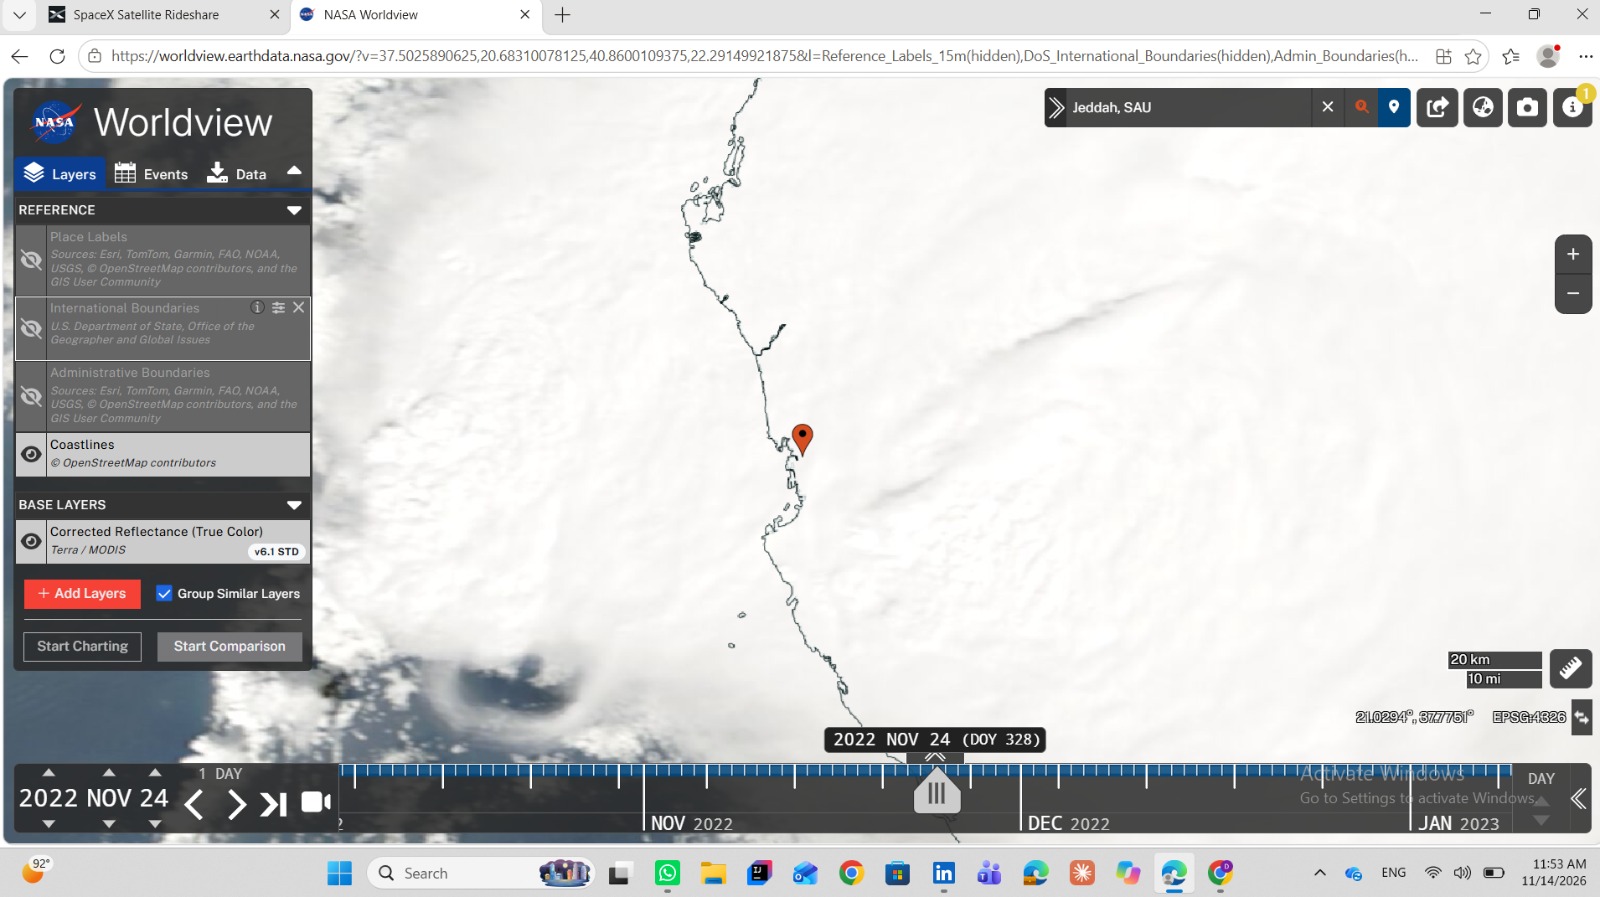 SpaceX Satellite Rideshare
NASA Worldview
https://worldview.earthdata.nasa.gov/?v=37.5025890625,20.68310078125,40.8600109375,22.29149921875&l=Reference_Labels_15m(hidden),DoS_International_Boundaries(hidden),Admin_Boundaries(h...
NASA Worldview
Jeddah, SAU
1
Layers Events Data
REFERENCE
Place Labels
Sources: Esri, TomTom, Garmin, FAO, NOAA,
USGS, © OpenStreetMap contributors, and the
GIS User Community
International Boundaries
U.S. Department of State, Office of the
Geographer and Global Issues
Administrative Boundaries
Sources: Esri, TomTom, Garmin, FAO, NOAA,
USGS, © OpenStreetMap contributors, and the
GIS User Community
Coastlines
© OpenStreetMap contributors
BASE LAYERS
Corrected Reflectance (True Color)
Terra / MODIS
v6.1 STD
+ Add Layers Group Similar Layers
Start Charting Start Comparison
20 km
10 mi
21.0294°, 37.7751° EPSG:4326
2022 NOV 24 (DOY 328)
1 DAY
2022 NOV 24
NOV 2022
DEC 2022
JAN 2023
DAY
Activate Windows
Go to Settings to activate Windows.
92°
Search
ENG
11:53 AM
11/14/2026